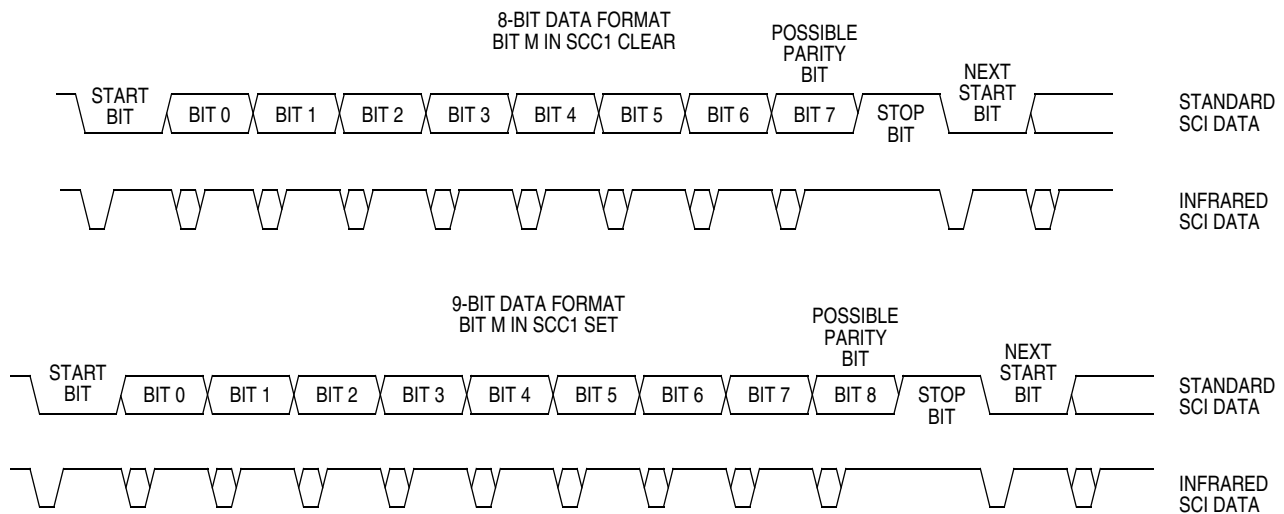 8-BIT DATA FORMAT
BIT M IN SCC1 CLEAR
POSSIBLE
PARITY
BIT
START
BIT
BIT 0
BIT 1
BIT 2
BIT 3
BIT 4
BIT 5
BIT 6
BIT 7
STOP
BIT
NEXT
START
BIT
STANDARD
SCI DATA
INFRARED
SCI DATA
9-BIT DATA FORMAT
BIT M IN SCC1 SET
POSSIBLE
PARITY
BIT
START
BIT
BIT 0
BIT 1
BIT 2
BIT 3
BIT 4
BIT 5
BIT 6
BIT 7
BIT 8
STOP
BIT
NEXT
START
BIT
STANDARD
SCI DATA
INFRARED
SCI DATA